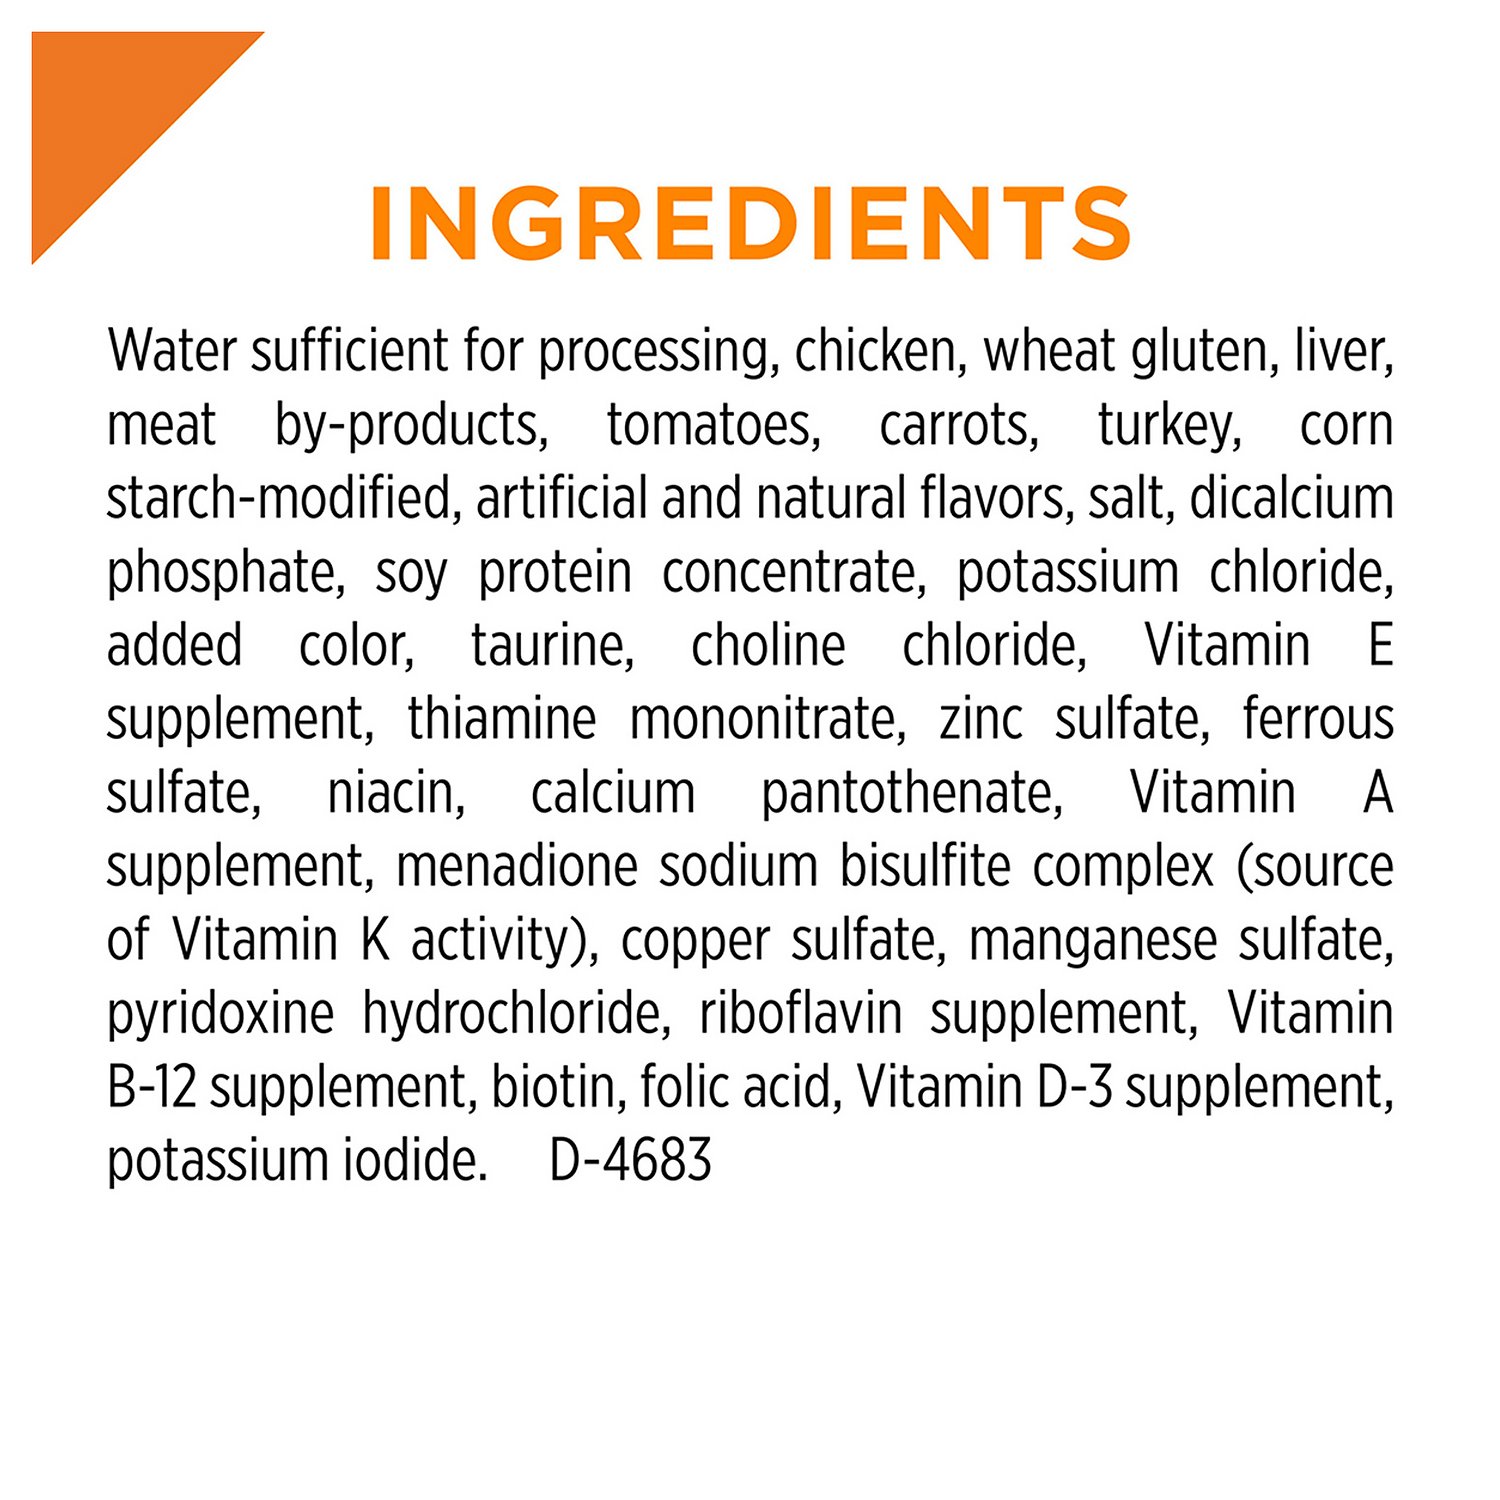 INGREDIENTS
Water sufficient for processing, chicken, wheat gluten, liver,
meat by-products, tomatoes, carrots, turkey, corn
starch-modified, artificial and natural flavors, salt, dicalcium
phosphate, soy protein concentrate, potassium chloride,
added color, taurine, choline chloride, Vitamin E
supplement, thiamine mononitrate, zinc sulfate, ferrous
sulfate, niacin, calcium pantothenate, Vitamin A
supplement, menadione sodium bisulfite complex (source
of Vitamin K activity), copper sulfate, manganese sulfate,
pyridoxine hydrochloride, riboflavin supplement, Vitamin
B-12 supplement, biotin, folic acid, Vitamin D-3 supplement,
potassium iodide. D-4683